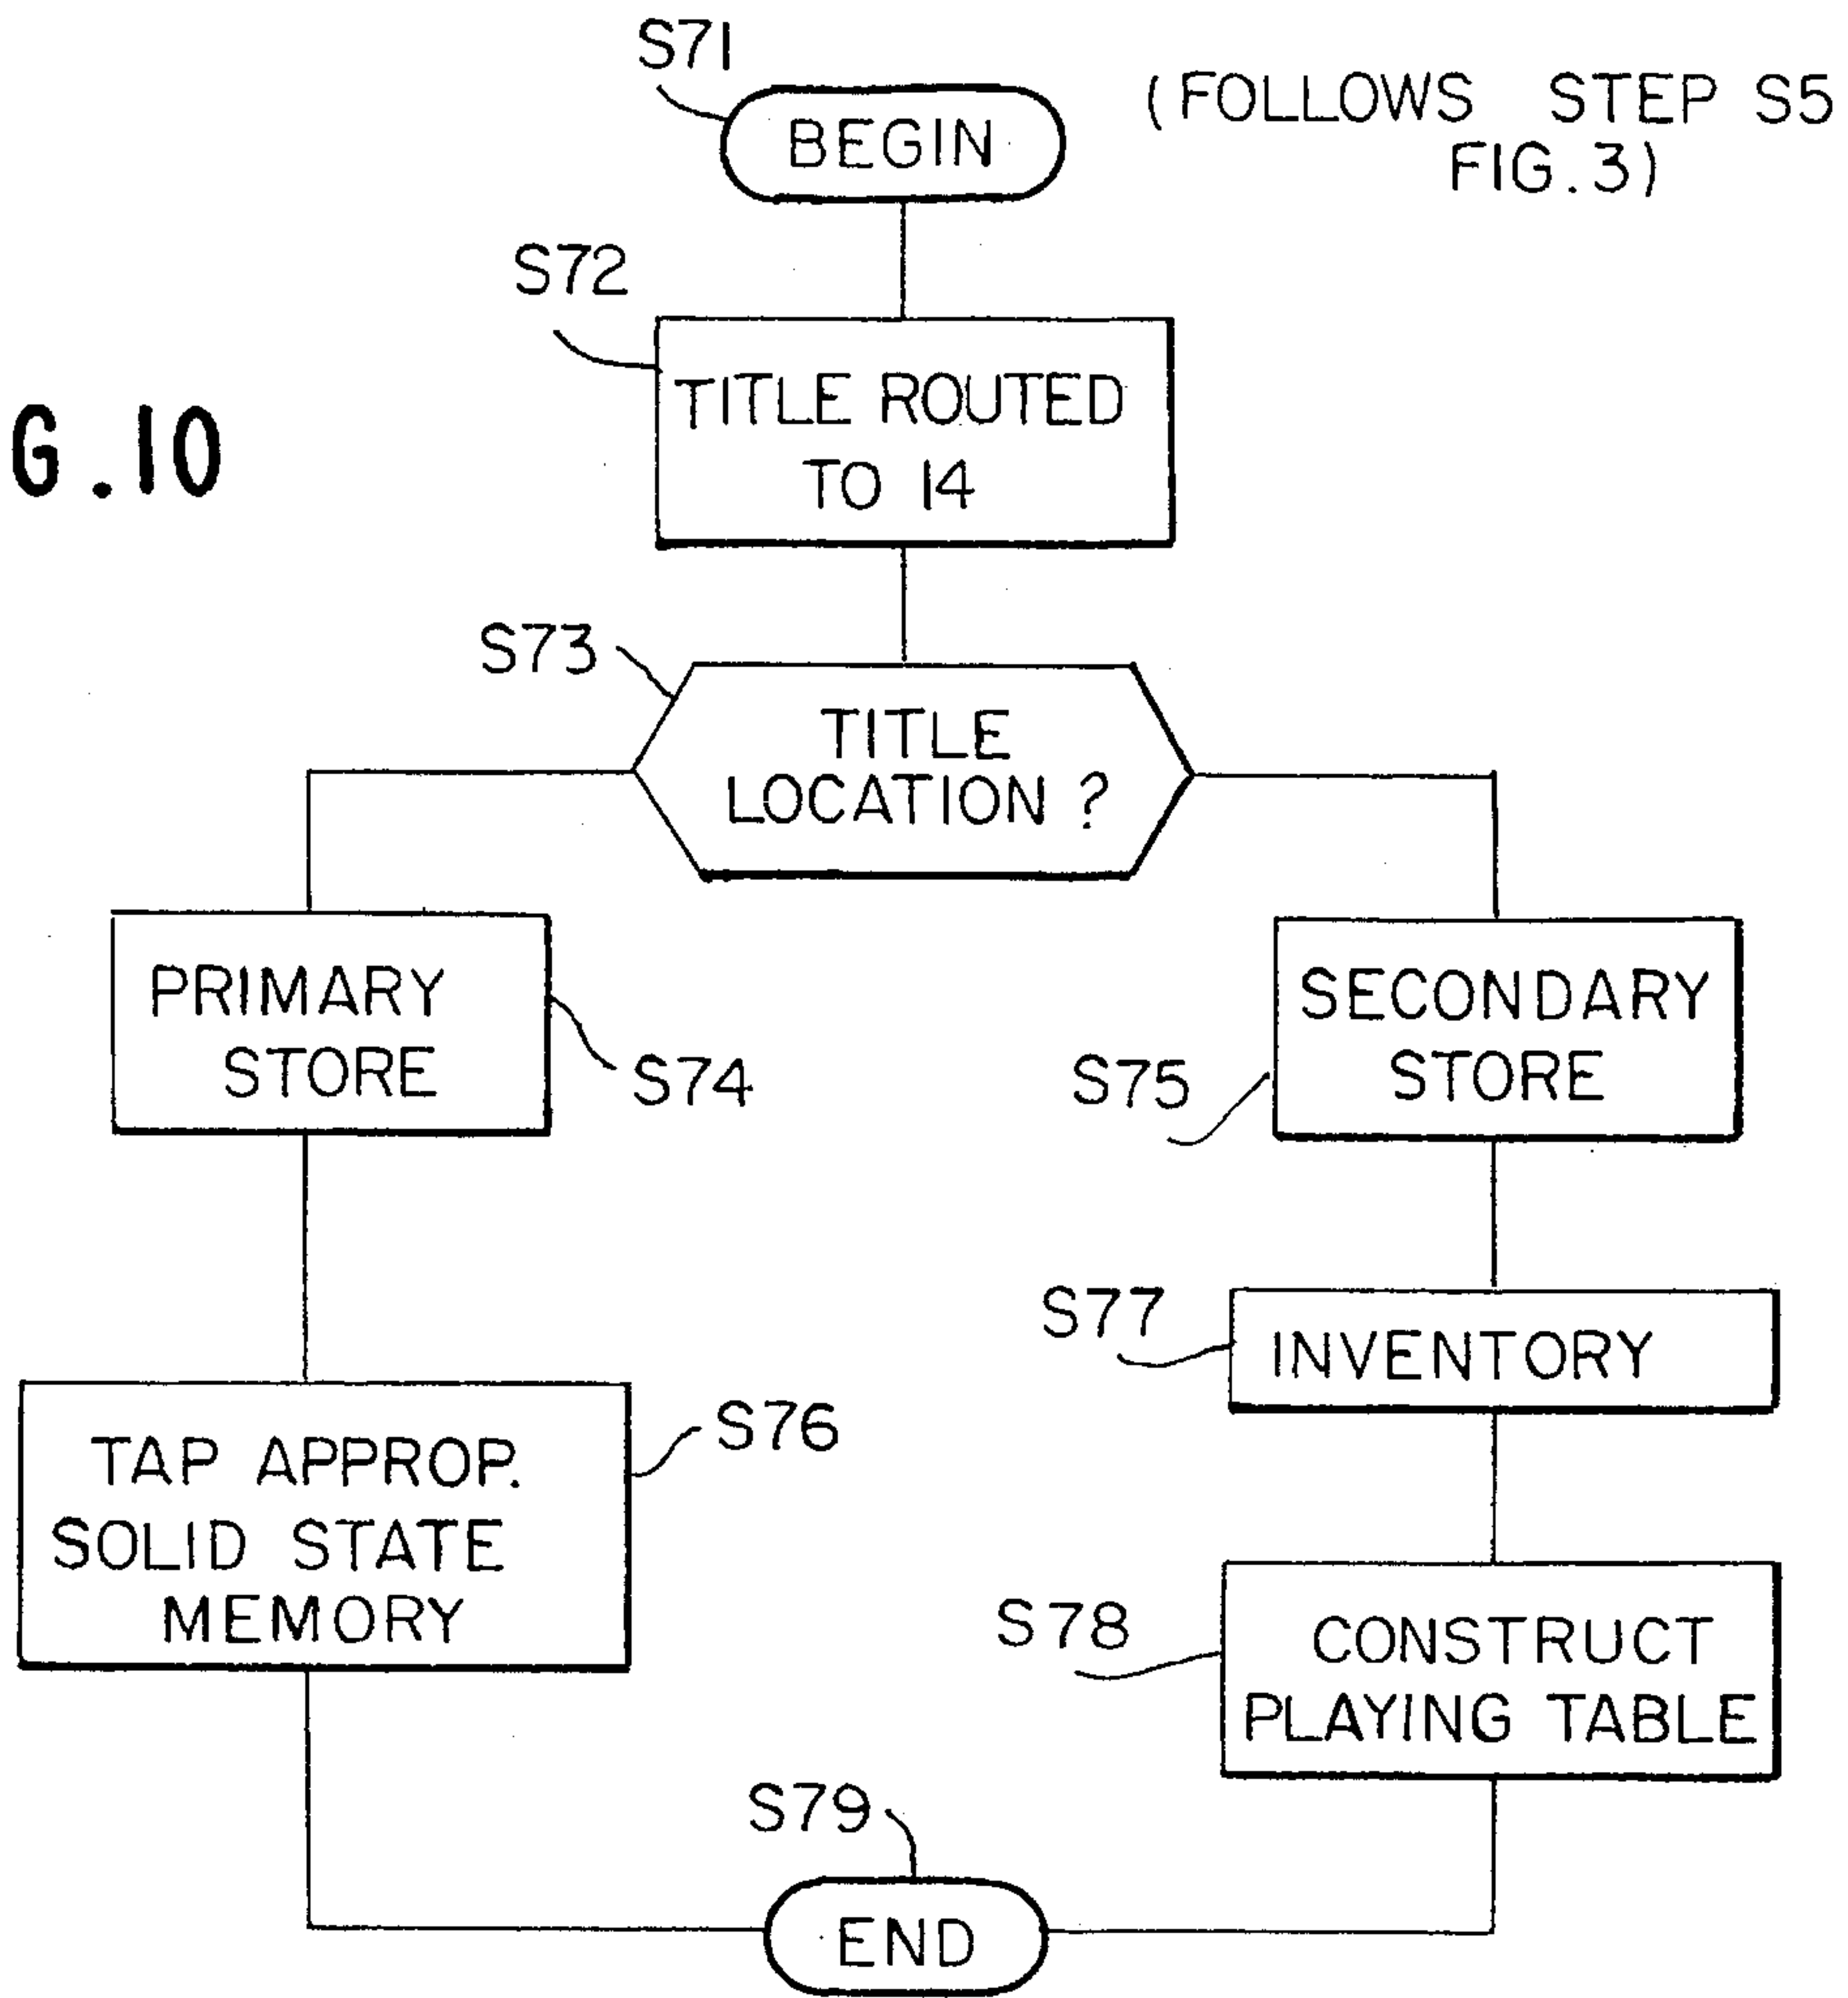 S71
BEGIN
(FOLLOWS STEP S5
FIG.3)
S72
TITLE ROUTED
TO 14
G.10
S73
TITLE
LOCATION ?
PRIMARY
STORE
S74
SECONDARY
STORE
S75
S77
INVENTORY
TAP APPROP.
SOLID STATE
MEMORY
S76
S78
CONSTRUCT
PLAYING TABLE
S79
END